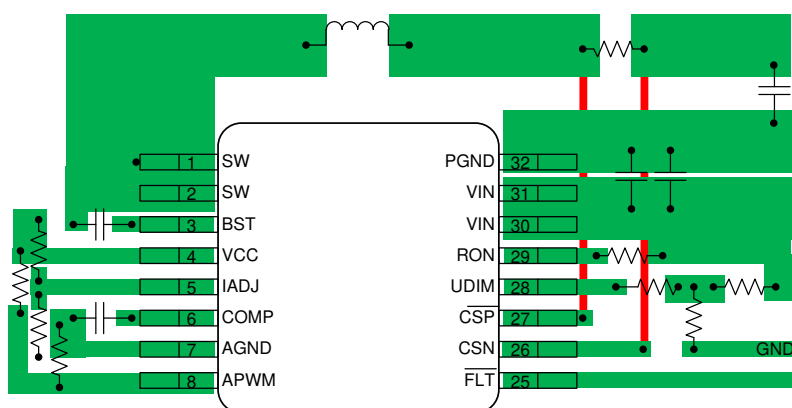 1 SW PGND 32
2 SW VIN 31
3 BST VIN 30
4 VCC RON 29
5 IADJ UDIM 28
6 COMP CSP 27
7 AGND CSN 26 GND
8 APWM FLT 25